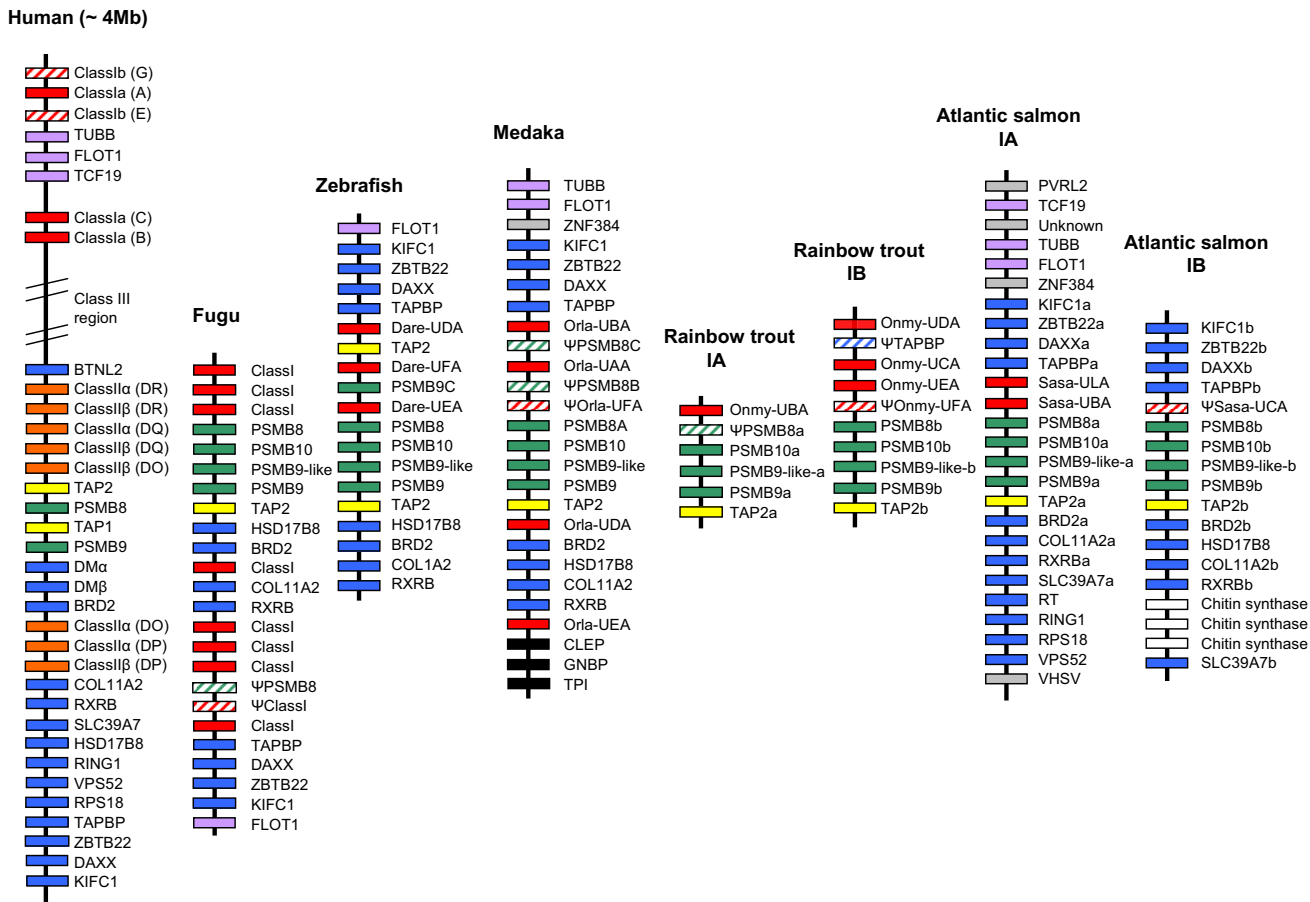 Human (~ 4Mb)
ClassIb (G)
ClassIa (A)
ClassIb (E)
TUBB
FLOT1
TCF19
ClassIa (C)
ClassIa (B)
Class III
region
BTNL2
ClassIIα (DR)
ClassIIβ (DR)
ClassIIα (DQ)
ClassIIβ (DQ)
ClassIIβ (DO)
TAP2
PSMB8
TAP1
PSMB9
DMα
DMβ
BRD2
ClassIIα (DO)
ClassIIα (DP)
ClassIIβ (DP)
COL11A2
RXRB
SLC39A7
HSD17B8
RING1
VPS52
RPS18
TAPBP
ZBTB22
DAXX
KIFC1
Fugu
ClassI
ClassI
ClassI
PSMB8
PSMB10
PSMB9-like
PSMB9
TAP2
HSD17B8
BRD2
ClassI
COL11A2
RXRB
ClassI
ClassI
ClassI
ΨPSMB8
ΨClassI
ClassI
TAPBP
DAXX
ZBTB22
KIFC1
FLOT1
Zebrafish
FLOT1
KIFC1
ZBTB22
DAXX
TAPBP
Dare-UDA
TAP2
Dare-UFA
PSMB9C
Dare-UEA
PSMB8
PSMB10
PSMB9-like
PSMB9
TAP2
HSD17B8
BRD2
COL1A2
RXRB
Medaka
TUBB
FLOT1
ZNF384
KIFC1
ZBTB22
DAXX
TAPBP
Orla-UBA
ΨPSMB8C
Orla-UAA
ΨPSMB8B
ΨOrla-UFA
PSMB8A
PSMB10
PSMB9-like
PSMB9
TAP2
Orla-UDA
BRD2
HSD17B8
COL11A2
RXRB
Orla-UEA
CLEP
GNBP
TPI
Rainbow trout
IA
Onmy-UBA
ΨPSMB8a
PSMB10a
PSMB9-like-a
PSMB9a
TAP2a
Rainbow trout
IB
Onmy-UDA
ΨTAPBP
Onmy-UCA
Onmy-UEA
ΨOnmy-UFA
PSMB8b
PSMB10b
PSMB9-like-b
PSMB9b
TAP2b
Atlantic salmon
IA
PVRL2
TCF19
Unknown
TUBB
FLOT1
ZNF384
KIFC1a
ZBTB22a
DAXXa
TAPBPa
Sasa-ULA
Sasa-UBA
PSMB8a
PSMB10a
PSMB9-like-a
PSMB9a
TAP2a
BRD2a
COL11A2a
RXRBa
SLC39A7a
RT
RING1
RPS18
VPS52
VHSV
Atlantic salmon
IB
KIFC1b
ZBTB22b
DAXXb
TAPBPb
ΨSasa-UCA
PSMB8b
PSMB10b
PSMB9-like-b
PSMB9b
TAP2b
BRD2b
HSD17B8
COL11A2b
RXRBb
Chitin synthase
Chitin synthase
Chitin synthase
SLC39A7b